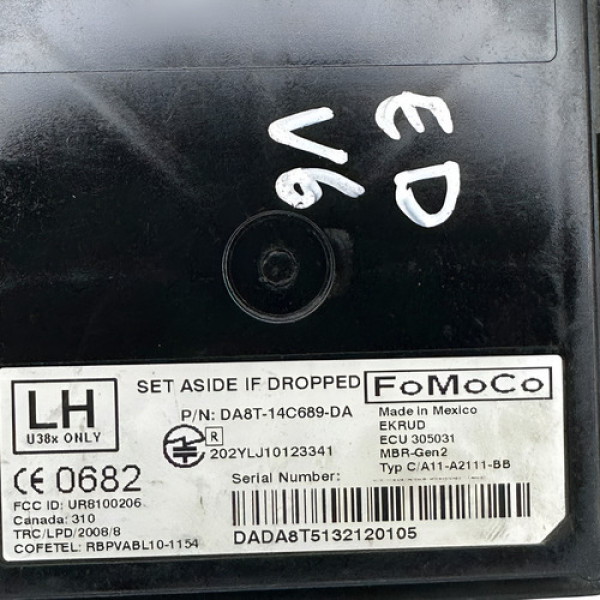 ED
V6
LH
U38x ONLY
SET ASIDE IF DROPPED
FoMoCo
P/N: DA8T-14C689-DA
R
202YLJ10123341
Made in Mexico
EKRUD
ECU 305031
MBR-Gen2
Typ C/A11-A2111-BB
CE 0682
FCC ID: UR8100206
Canada: 310
TRC/LPD/2008/8
COFETEL: RBPVABL10-1154
Serial Number:
DADA8T5132120105